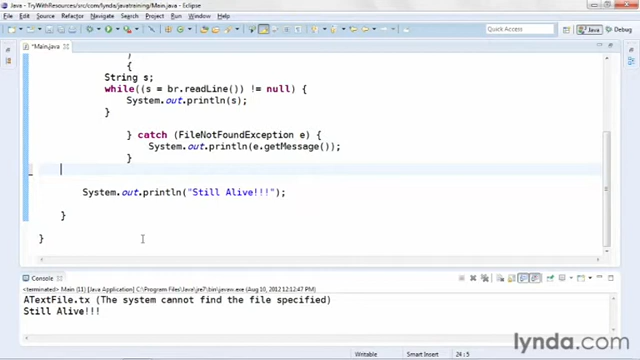 Java - TryWithResources/src/com/lynda/javatraining/Main.java - Eclipse
File Edit Source Refactor Navigate Search Project Run Window Help
Quick Access
Java
Debug
*Main.java
)
{
String s;
while((s = br.readLine()) != null) {
System.out.println(s);
}
} catch (FileNotFoundException e) {
System.out.println(e.getMessage());
}
System.out.println("Still Alive!!!");
}
}
Console
<terminated> Main (1) [Java Application] C:\Program Files\Java\jre7\bin\javaw.exe (Aug 10, 2012 12:12:47 PM)
ATextFile.tx (The system cannot find the file specified)
Still Alive!!!
lynda.com
Writable
Smart Insert
24 : 5